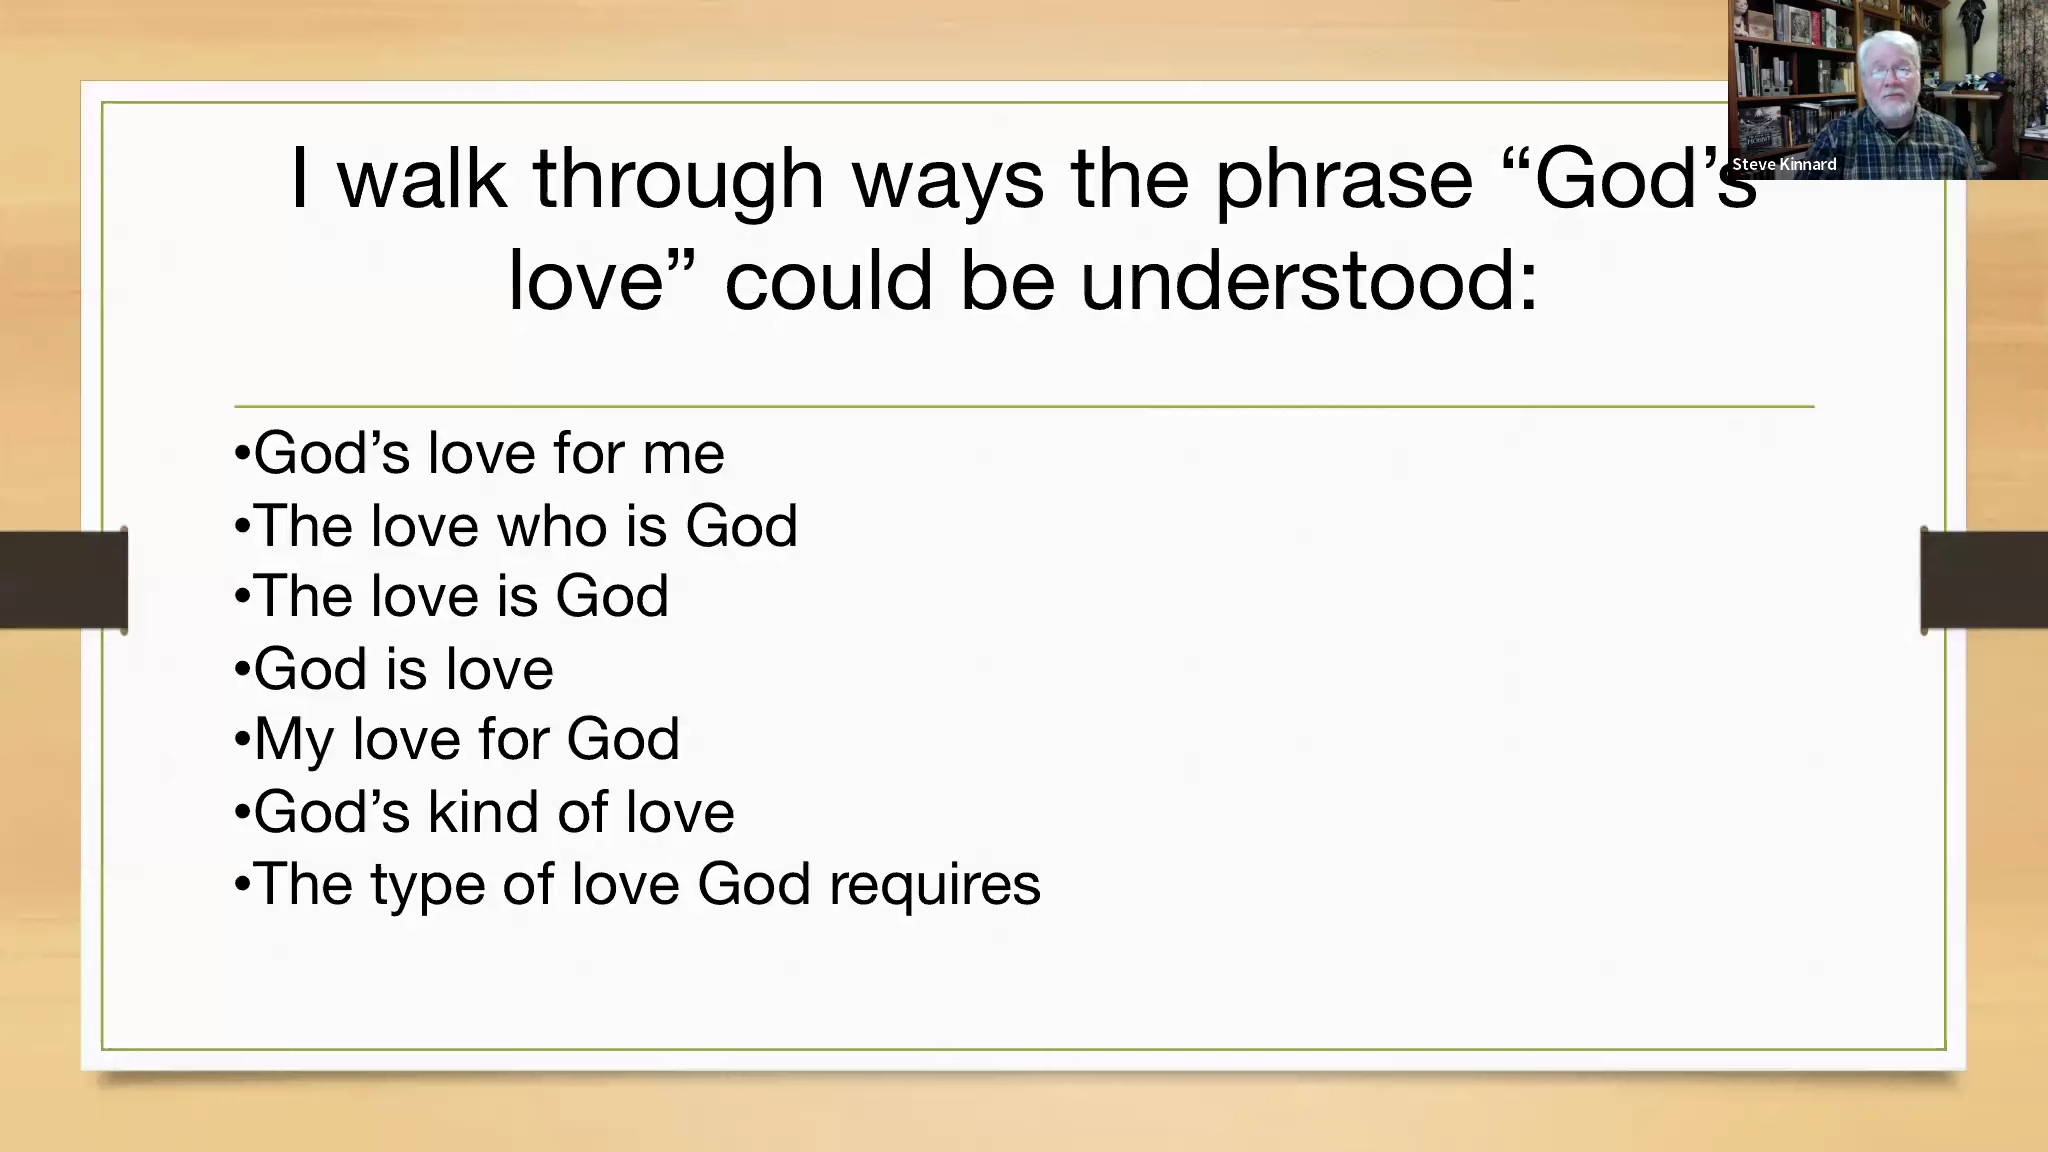 I walk through ways the phrase “God’s
love” could be understood:
Steve Kinnard
•God’s love for me
•The love who is God
•The love is God
•God is love
•My love for God
•God’s kind of love
•The type of love God requires